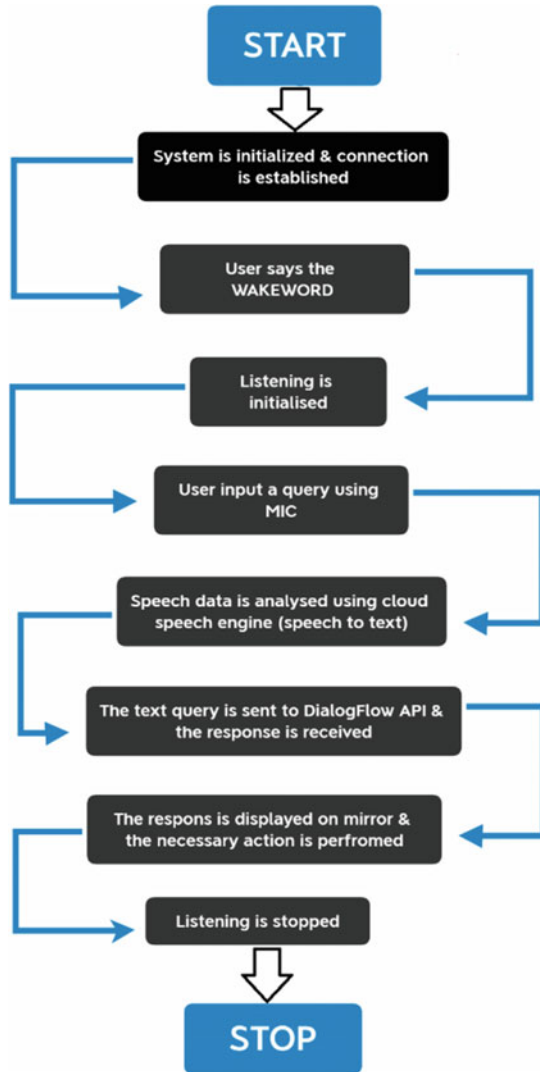 START
System is initialized & connection
is established
User says the
WAKEWORD
Listening is
initialised
User input a query using
MIC
Speech data is analysed using cloud
speech engine (speech to text)
The text query is sent to DialogFlow API &
the response is received
The respons is displayed on mirror &
the necessary action is perfromed
Listening is stopped
STOP